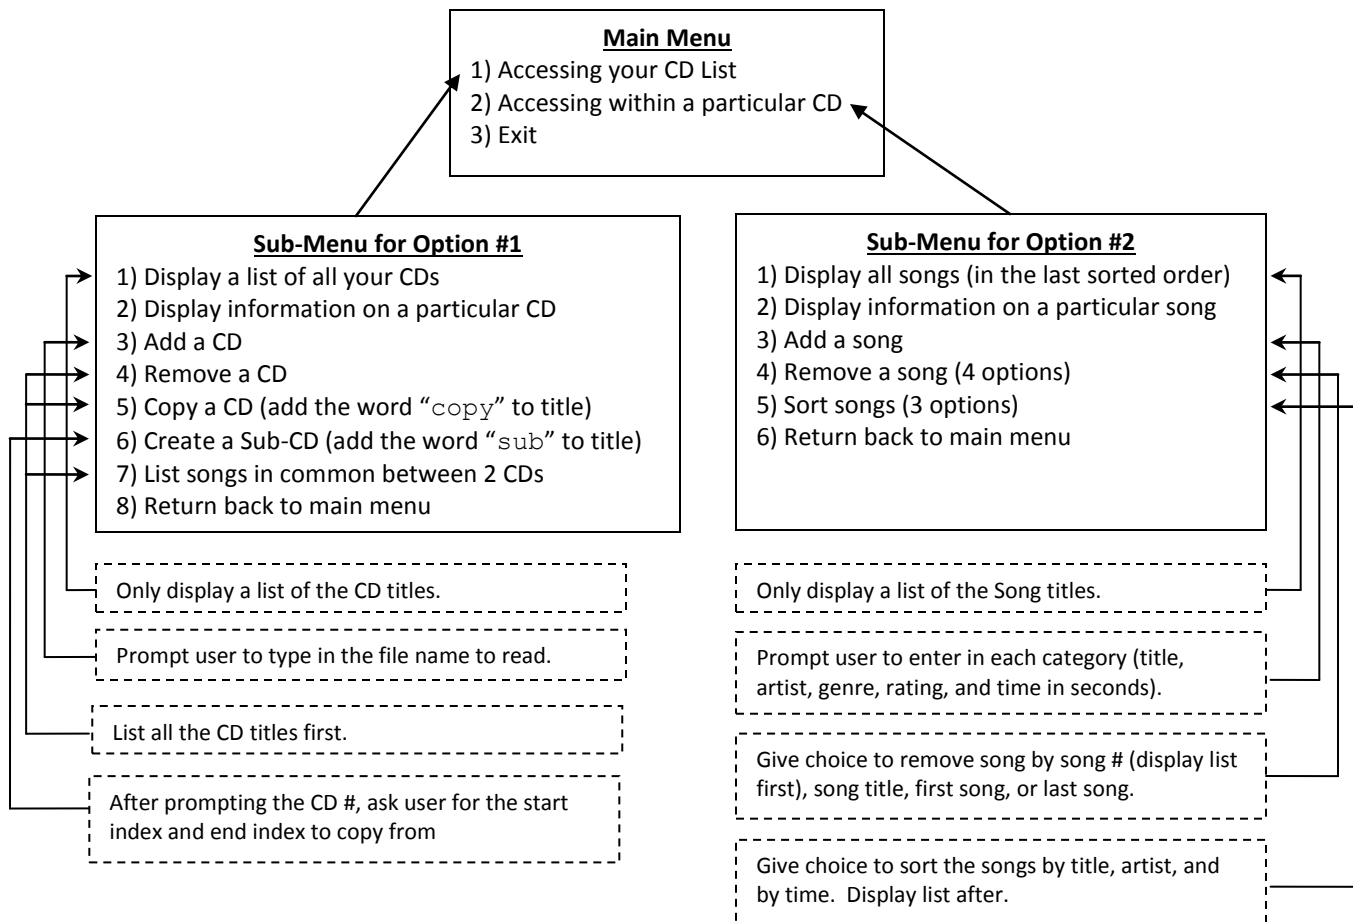 Main Menu
1) Accessing your CD List
2) Accessing within a particular CD
3) Exit
Sub-Menu for Option #1
1) Display a list of all your CDs
2) Display information on a particular CD
3) Add a CD
4) Remove a CD
5) Copy a CD (add the word “copy” to title)
6) Create a Sub-CD (add the word “sub” to title)
7) List songs in common between 2 CDs
8) Return back to main menu
Only display a list of the CD titles.
Prompt user to type in the file name to read.
List all the CD titles first.
After prompting the CD #, ask user for the start
index and end index to copy from
Sub-Menu for Option #2
1) Display all songs (in the last sorted order)
2) Display information on a particular song
3) Add a song
4) Remove a song (4 options)
5) Sort songs (3 options)
6) Return back to main menu
Only display a list of the Song titles.
Prompt user to enter in each category (title,
artist, genre, rating, and time in seconds).
Give choice to remove song by song # (display list
first), song title, first song, or last song.
Give choice to sort the songs by title, artist, and
by time.  Display list after.